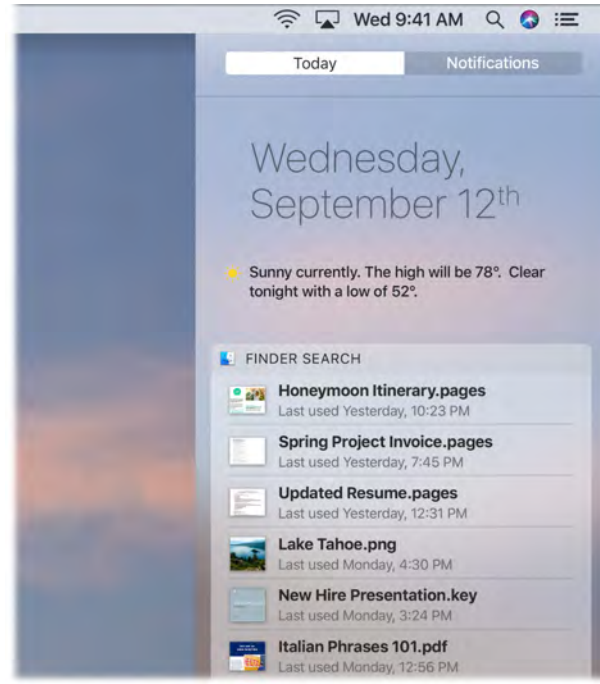 Wed 9:41 AM
Today
Notifications
Wednesday,
September 12th
Sunny currently. The high will be 78°. Clear
tonight with a low of 52°.
FINDER SEARCH
Honeymoon Itinerary.pages
Last used Yesterday, 10:23 PM
Spring Project Invoice.pages
Last used Yesterday, 7:45 PM
Updated Resume.pages
Last used Yesterday, 12:31 PM
Lake Tahoe.png
Last used Monday, 4:30 PM
New Hire Presentation.key
Last used Monday, 3:24 PM
Italian Phrases 101.pdf
Last used Monday, 12:56 PM